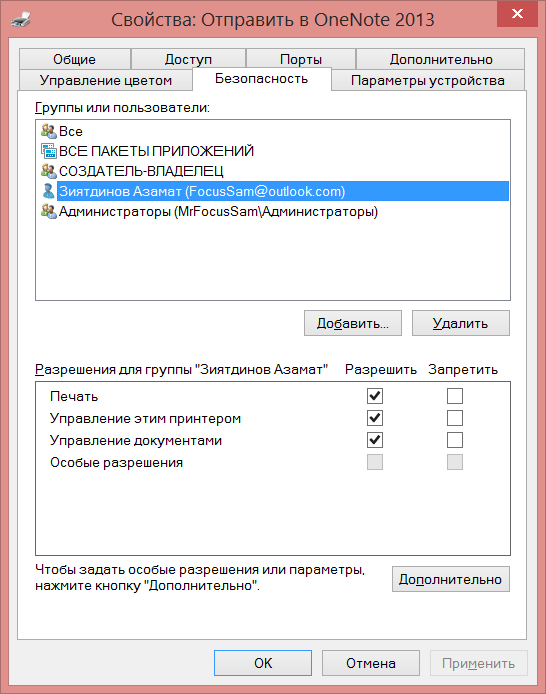 Свойства: Отправить в OneNote 2013
Общие Доступ Порты Дополнительно
Управление цветом Безопасность Параметры устройства
Группы или пользователи:
Все
ВСЕ ПАКЕТЫ ПРИЛОЖЕНИЙ
СОЗДАТЕЛЬ-ВЛАДЕЛЕЦ
Зиятдинов Азамат (FocusSam@outlook.com)
Администраторы (MrFocusSam\Администраторы)
Добавить... Удалить
Разрешения для группы "Зиятдинов Азамат" Разрешить Запретить
Печать
Управление этим принтером
Управление документами
Особые разрешения
Чтобы задать особые разрешения или параметры,
нажмите кнопку "Дополнительно".
Дополнительно
OK Отмена Применить